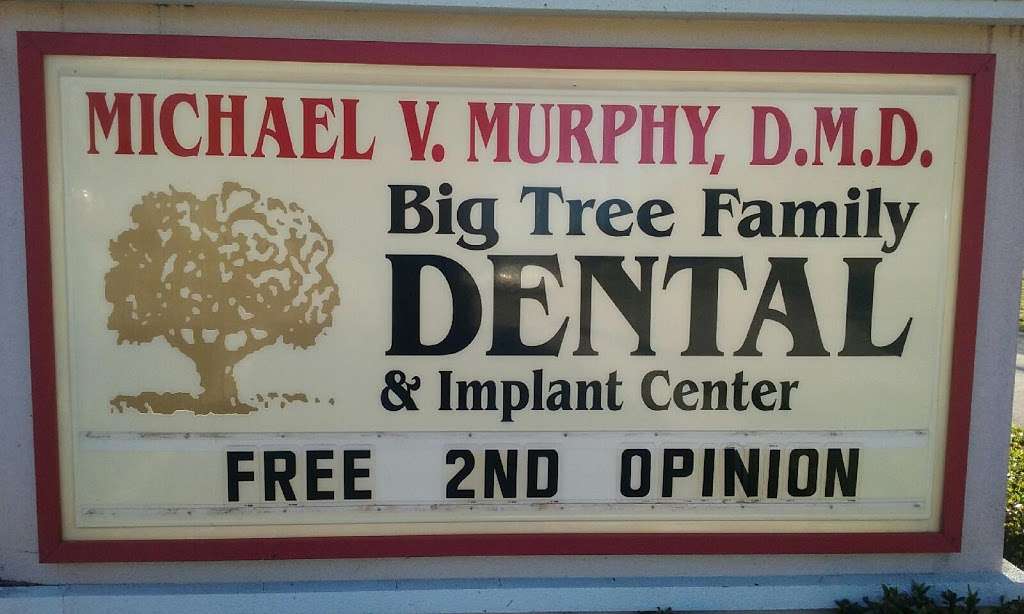 MICHAEL V. MURPHY, D.M.D.
Big Tree Family
DENTAL
& Implant Center
FREE 2ND OPINION